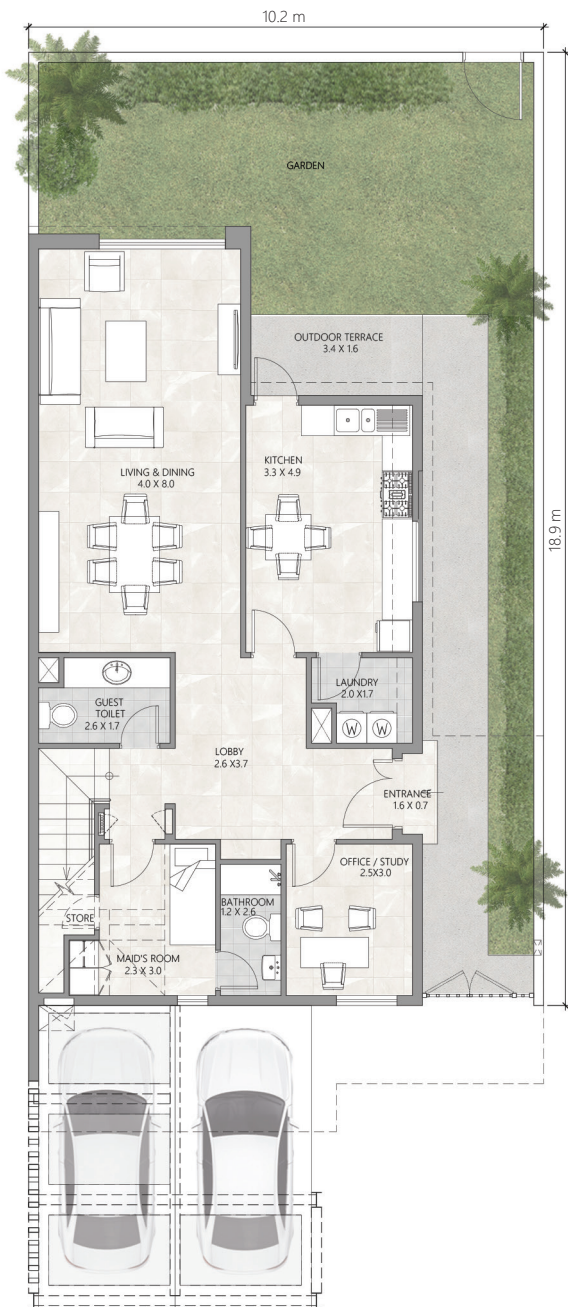 10.2 m
GARDEN
OUTDOOR TERRACE
3.4 X 1.6
KITCHEN
3.3 X 4.9
LIVING & DINING
4.0 X 8.0
18.9 m
LAUNDRY
2.0 X1.7
GUEST
TOILET
2.6 X 1.7
W W
LOBBY
2.6 X3.7
ENTRANCE
1.6 X 0.7
OFFICE / STUDY
2.5X3.0
BATHROOM
1.2 X 2.6
STORE
MAID'S ROOM
2.3 X 3.0